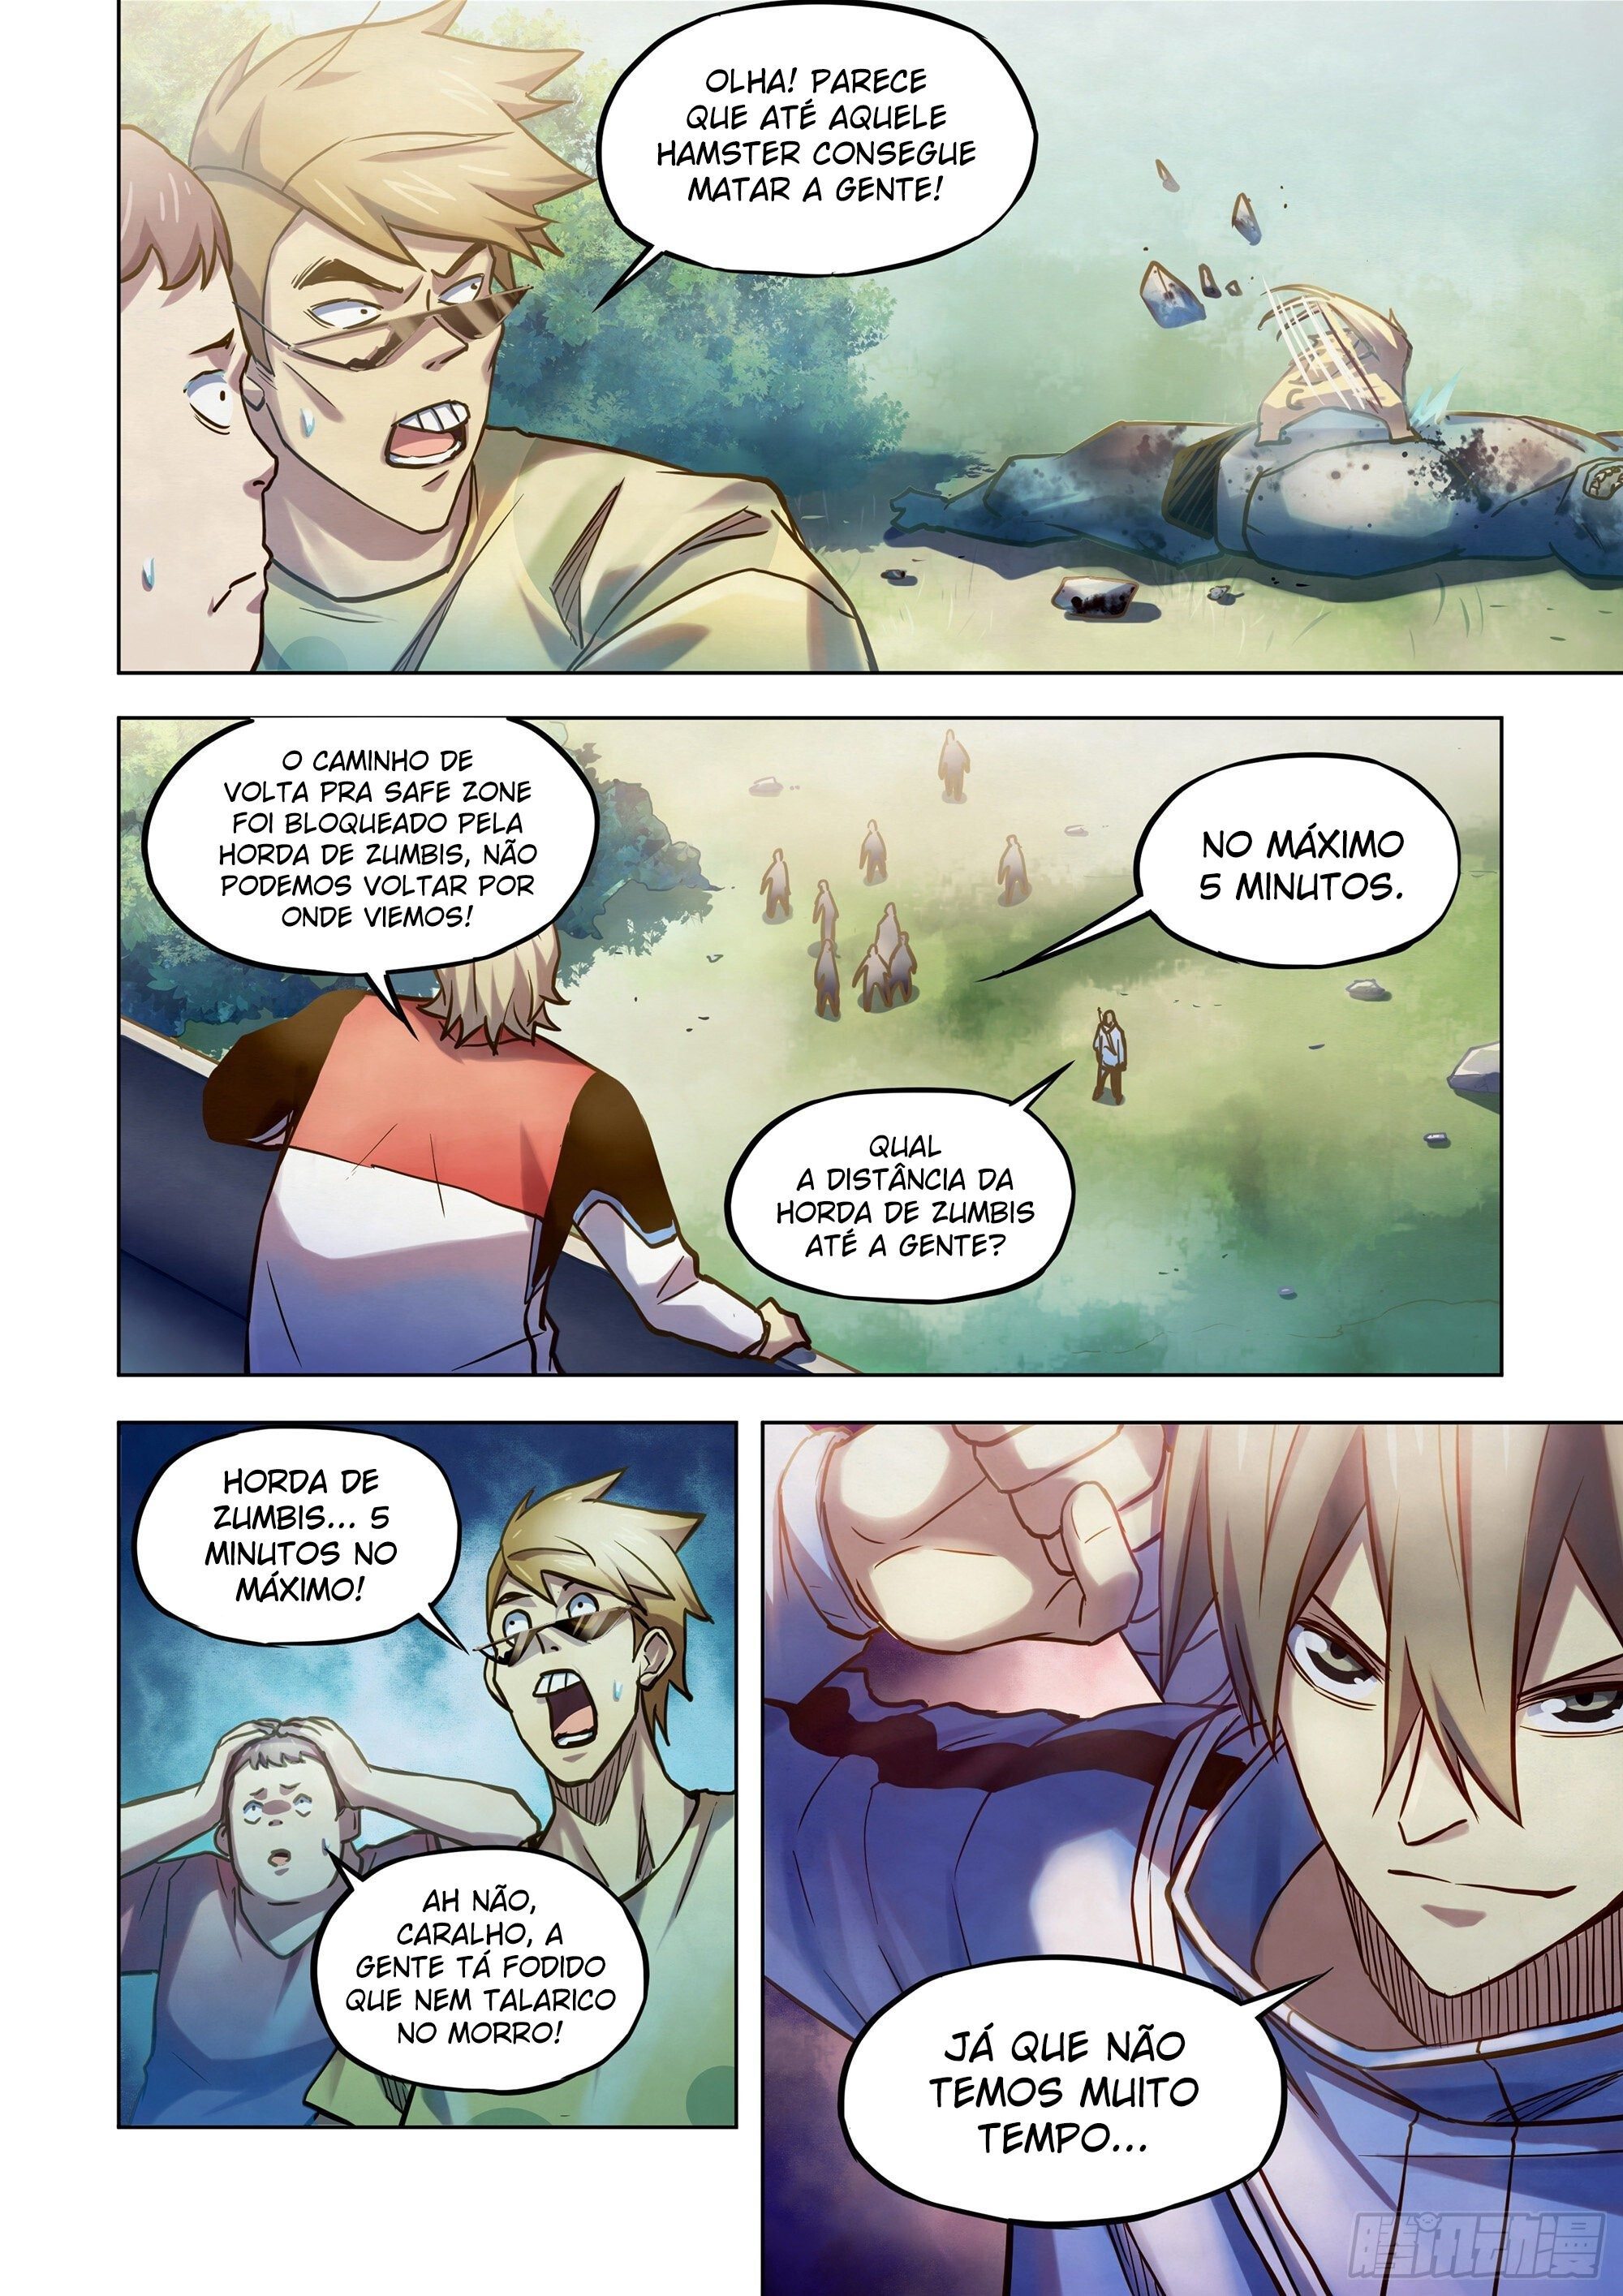 OLHA! PARECE
QUE ATÉ AQUELE
HAMSTER CONSEGUE
MATAR A GENTE!
O CAMINHO DE
VOLTA PRA SAFE ZONE
FOI BLOQUEADO PELA
HORDA DE ZUMBIS, NÃO
PODEMOS VOLTAR POR
ONDE VIEMOS!
NO MÁXIMO
5 MINUTOS.
QUAL
A DISTÂNCIA DA
HORDA DE ZUMBIS
ATÉ A GENTE?
HORDA DE
ZUMBIS... 5
MINUTOS NO
MÁXIMO!
AH NÃO,
CARALHO, A
GENTE TÁ FODIDO
QUE NEM TALARICO
NO MORRO!
JÁ QUE NÃO
TEMOS MUITO
TEMPO...
腾讯动漫